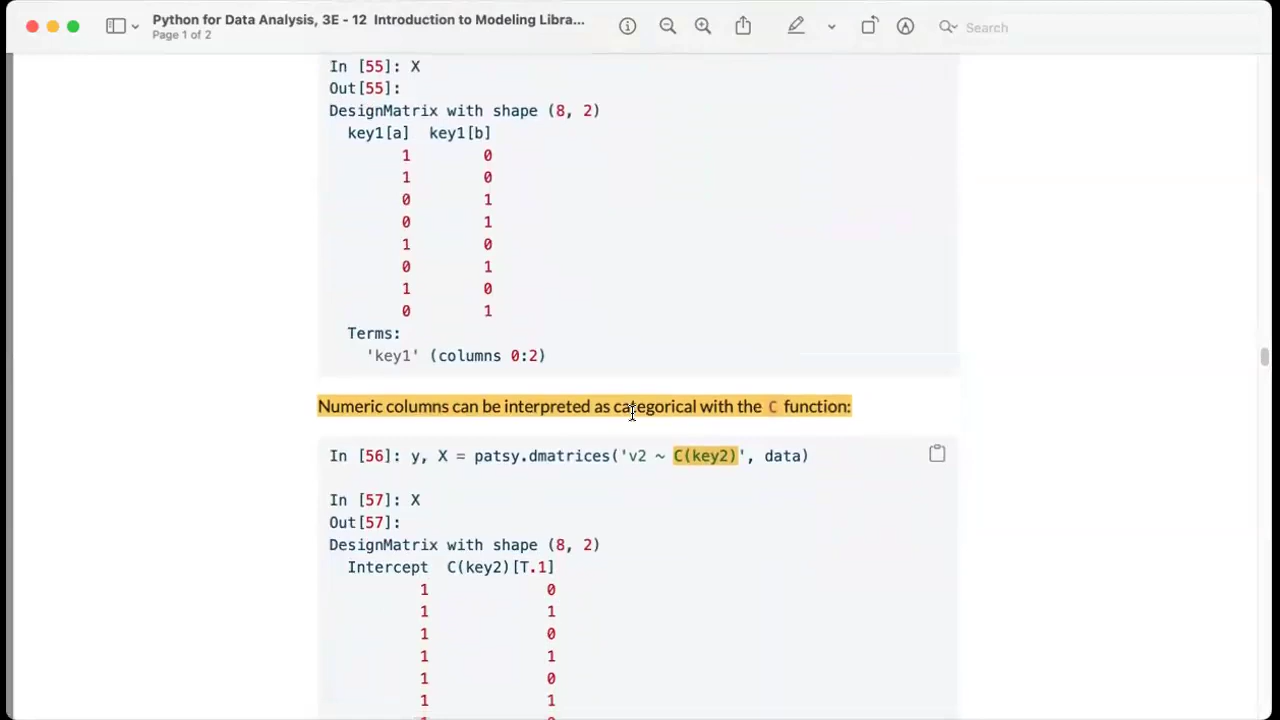 Python for Data Analysis, 3E - 12 Introduction to Modeling Libra...
Page 1 of 2
Search
In [55]: X
Out[55]:
DesignMatrix with shape (8, 2)
key1[a] key1[b]
1 0
1 0
0 1
0 1
1 0
0 1
1 0
0 1
Terms:
'key1' (columns 0:2)
Numeric columns can be interpreted as categorical with the C function:
In [56]: y, X = patsy.dmatrices('v2 ~ C(key2)', data)
In [57]: X
Out[57]:
DesignMatrix with shape (8, 2)
Intercept C(key2)[T.1]
1 0
1 1
1 0
1 1
1 0
1 1